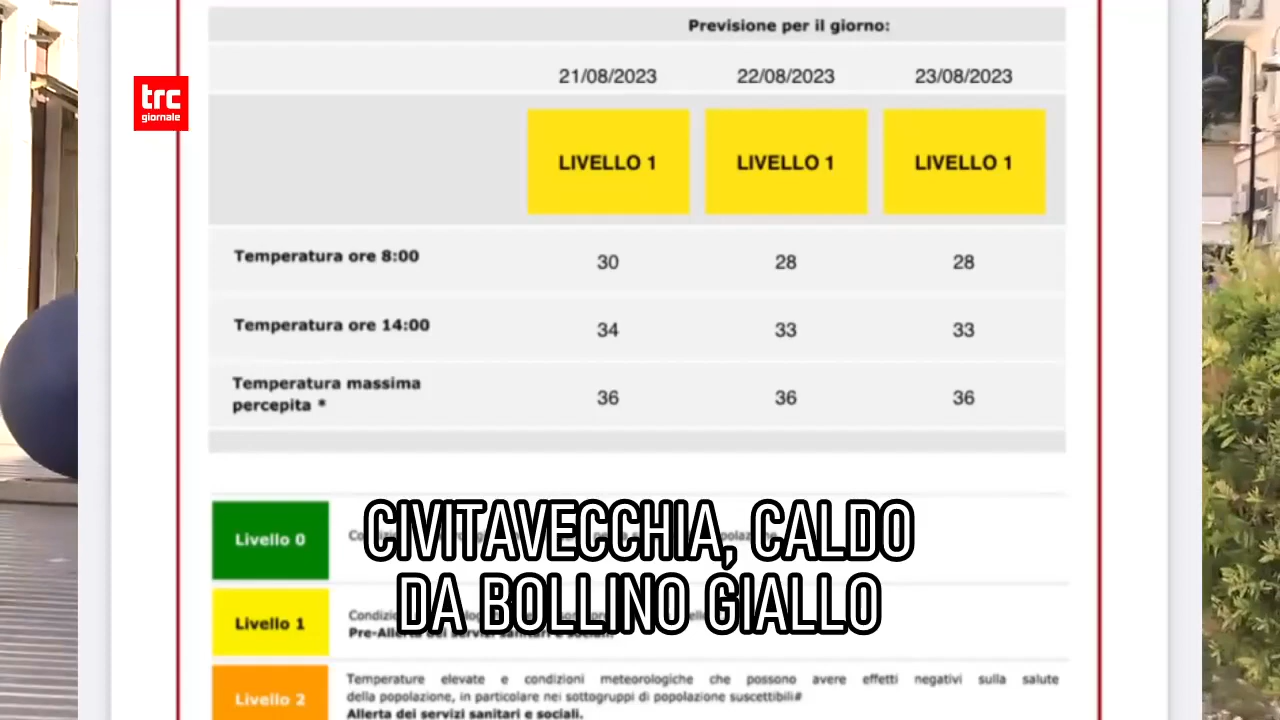 Previsione per il giorno:
21/08/2023 22/08/2023 23/08/2023
trc
giornale
LIVELLO 1 LIVELLO 1 LIVELLO 1
Temperatura ore 8:00 30 28 28
Temperatura ore 14:00 34 33 33
Temperatura massima
percepita * 36 36 36
CIVITAVECCHIA, CALDO
DA BOLLINO GIALLO
Livello 0
Livello 1
Pre-Allerta dei servizi sanitari e sociali.
Livello 2
Temperature elevate e condizioni meteorologiche che possono avere effetti negativi sulla salute
della popolazione, in particolare nei sottogruppi di popolazione suscettibili#
Allerta dei servizi sanitari e sociali.